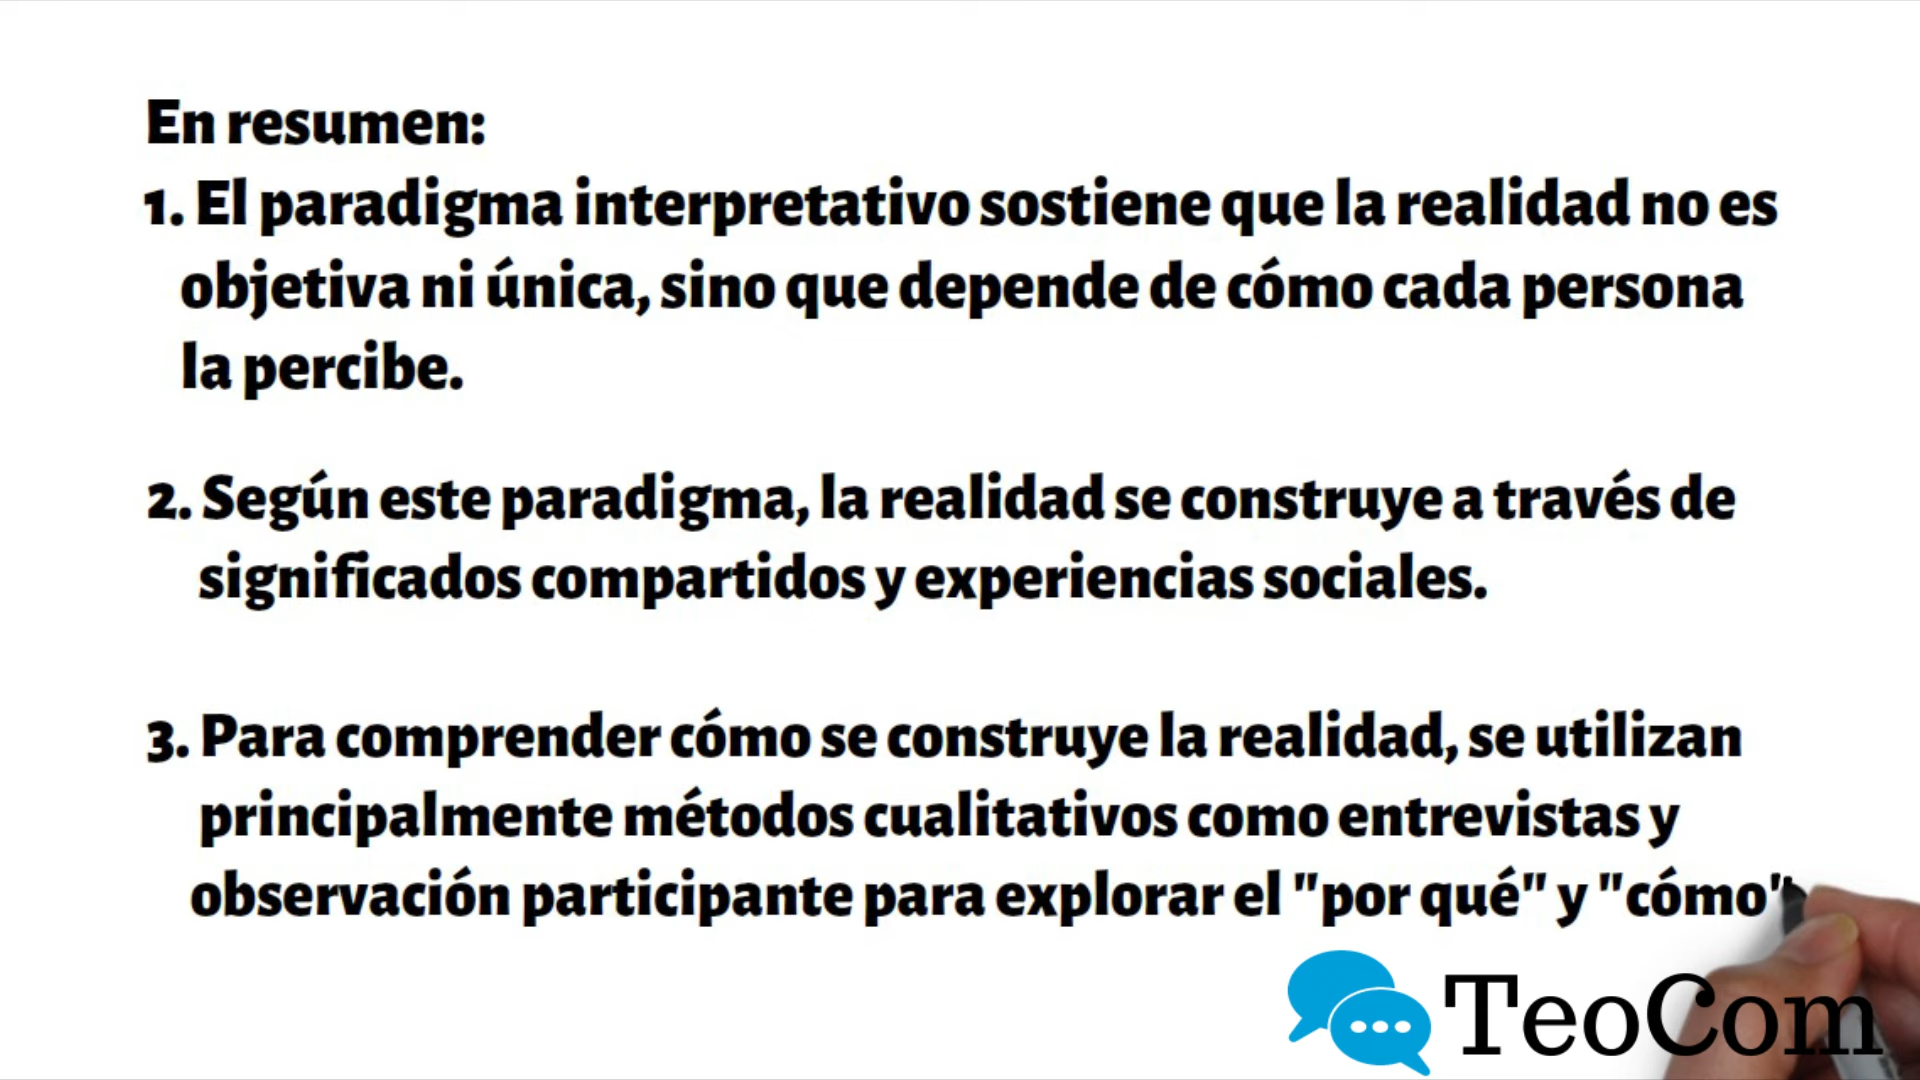 En resumen:
1. El paradigma interpretativo sostiene que la realidad no es
objetiva ni única, sino que depende de cómo cada persona
la percibe.
2. Según este paradigma, la realidad se construye a través de
significados compartidos y experiencias sociales.
3. Para comprender cómo se construye la realidad, se utilizan
principalmente métodos cualitativos como entrevistas y
observación participante para explorar el "por qué" y "cómo"
TeoCom